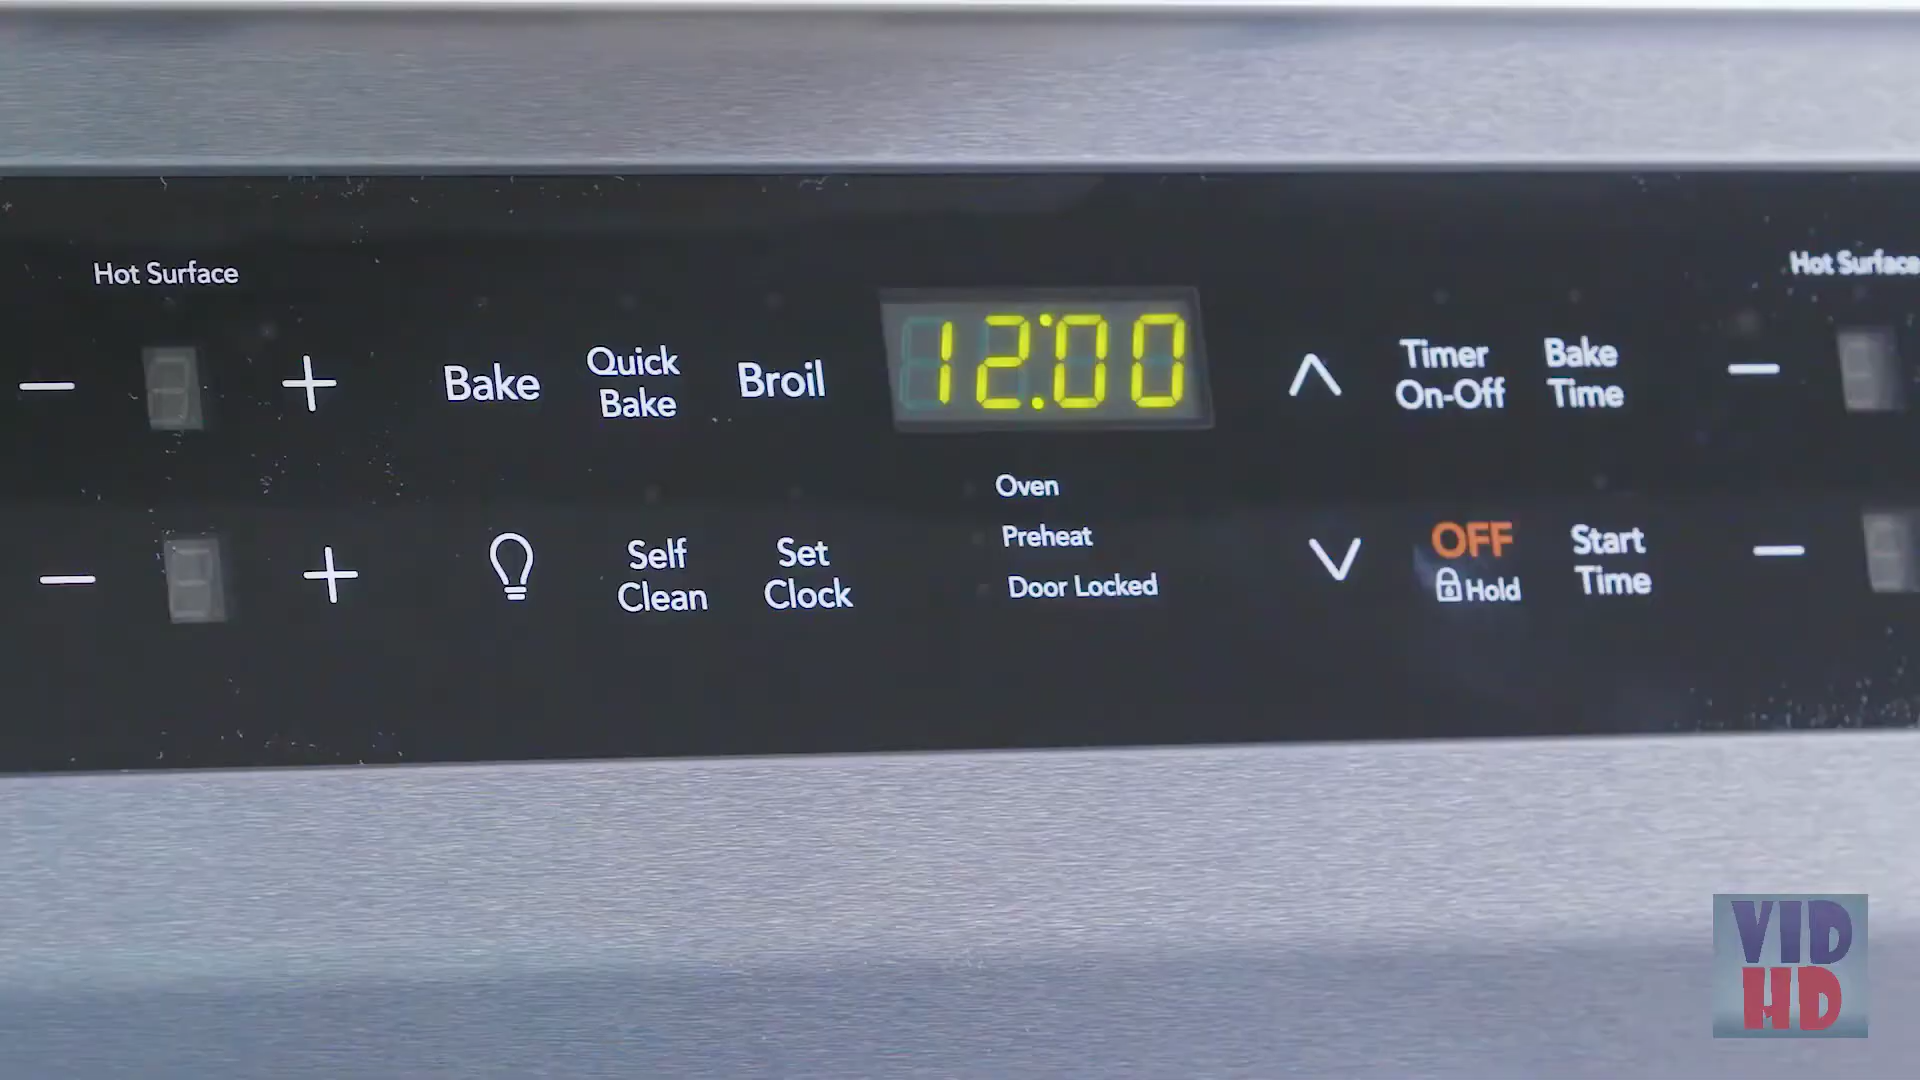 Hot Surface
Hot Surface
Bake
Quick
Bake
Broil
12:00
Timer
On-Off
Bake
Time
Oven
Preheat
Door Locked
Self
Clean
Set
Clock
OFF
Hold
Start
Time
VID
HD